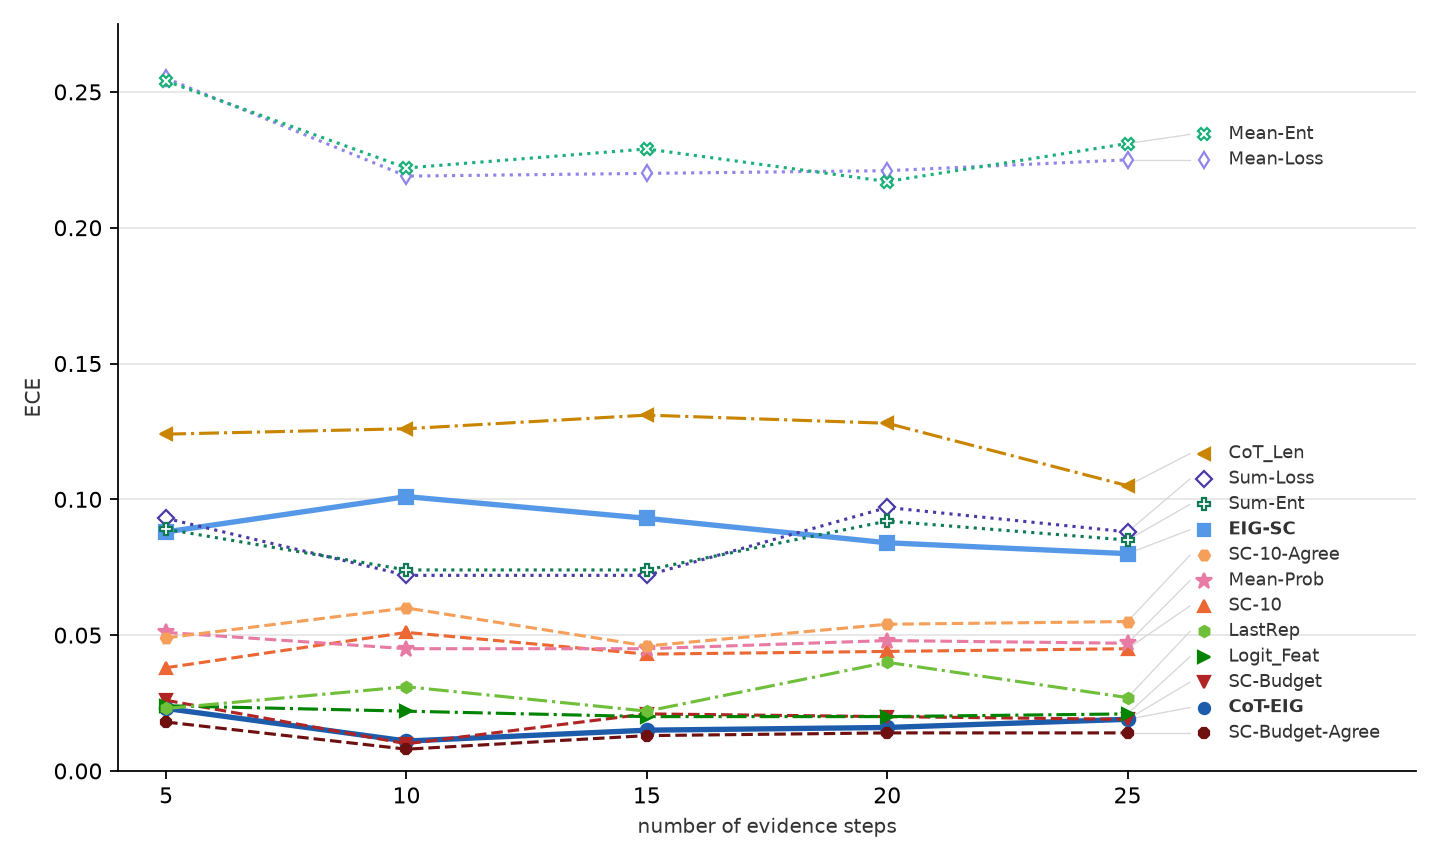 0.25
0.20
0.15
0.10
0.05
0.00
ECE
5 10 15 20 25
number of evidence steps
Mean-Ent
Mean-Loss
CoT_Len
Sum-Loss
Sum-Ent
EIG-SC
SC-10-Agree
Mean-Prob
SC-10
LastRep
Logit_Feat
SC-Budget
CoT-EIG
SC-Budget-Agree